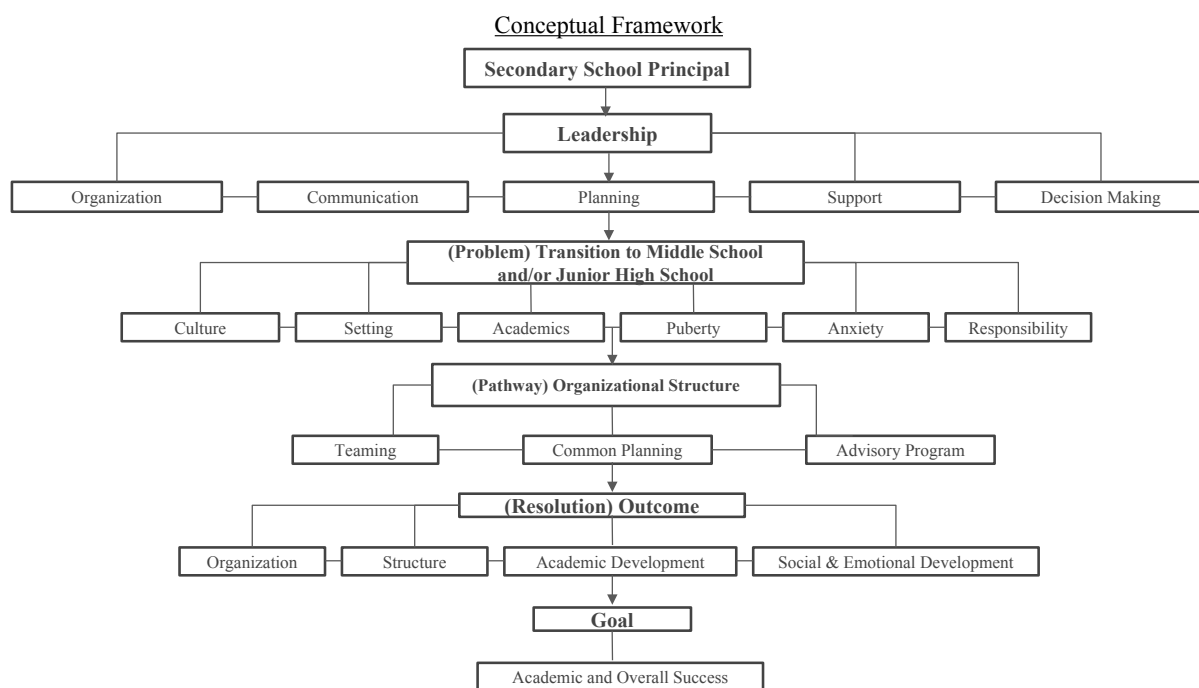 Conceptual Framework
Secondary School Principal
Leadership
Organization
Communication
Planning
Support
Decision Making
(Problem) Transition to Middle School
and/or Junior High School
Culture
Setting
Academics
Puberty
Anxiety
Responsibility
(Pathway) Organizational Structure
Teaming
Common Planning
Advisory Program
(Resolution) Outcome
Organization
Structure
Academic Development
Social & Emotional Development
Goal
Academic and Overall Success